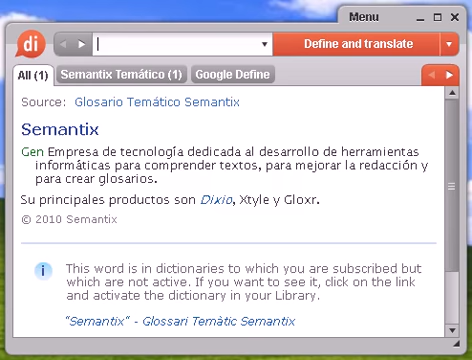 Menu
di
Define and translate
All (1)
Semantix Temático (1)
Google Define
Source: Glosario Temático Semantix
Semantix
Gen Empresa de tecnología dedicada al desarrollo de herramientas
informáticas para comprender textos, para mejorar la redacción y
para crear glosarios.
Su principales productos son Dixio, Xtyle y Gloxr.
© 2010 Semantix
i
This word is in dictionaries to which you are subscribed but
which are not active. If you want to see it, click on the link
and activate the dictionary in your Library.
"Semantix" - Glossari Temàtic Semantix